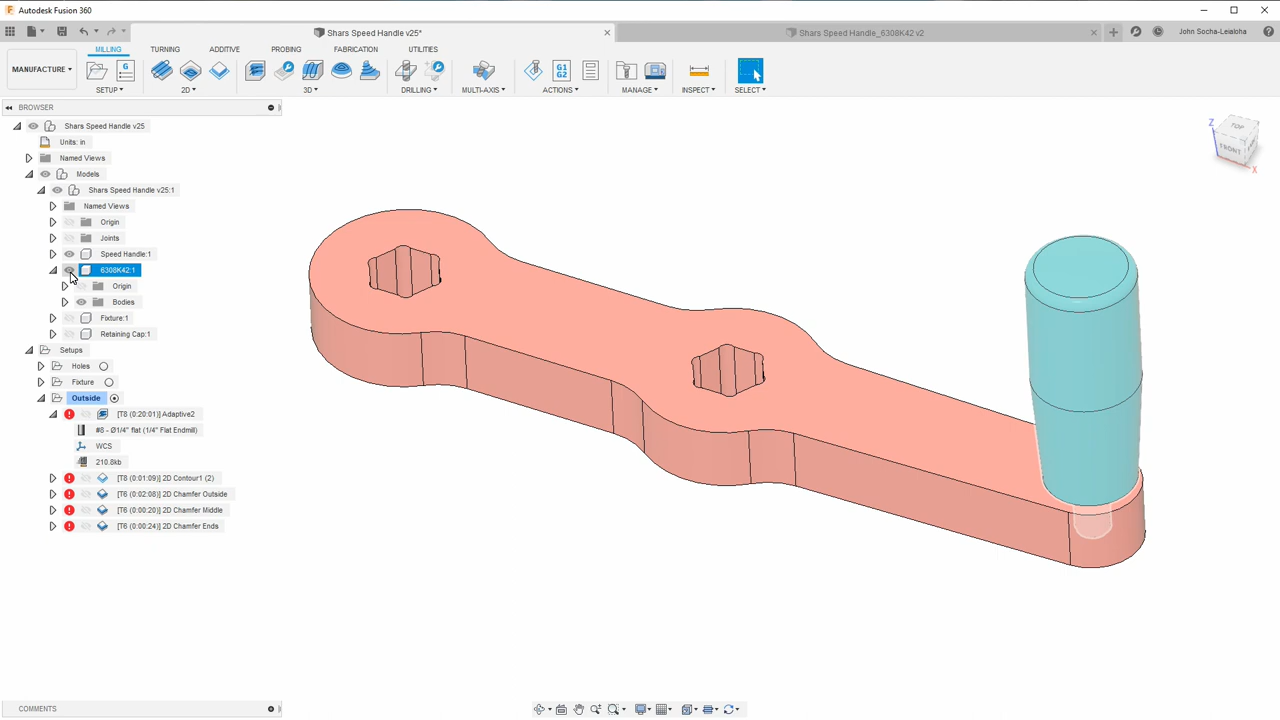 Autodesk Fusion 360
Shars Speed Handle v25*
Shars Speed Handle_6308K42 v2
John Socha-Leialoha
MILLING TURNING ADDITIVE PROBING FABRICATION UTILITIES
MANUFACTURE
G1
G2
SETUP 2D 3D DRILLING MULTI-AXIS ACTIONS MANAGE INSPECT SELECT
BROWSER
Shars Speed Handle v25
Units: in
Named Views
Models
Shars Speed Handle v25:1
Named Views
Origin
Joints
Speed Handle:1
6308K42:1
Origin
Bodies
Fixture:1
Retaining Cap:1
Setups
Holes
Fixture
Outside
[T8 (0:20:01)] Adaptive2
#8 - Ø1/4" flat (1/4" Flat Endmill)
WCS
210.8kb
[T8 (0:01:09)] 2D Contour1 (2)
[T6 (0:02:08)] 2D Chamfer Outside
[T6 (0:00:20)] 2D Chamfer Middle
[T6 (0:00:24)] 2D Chamfer Ends
Z
TOP
FRONT
X
COMMENTS